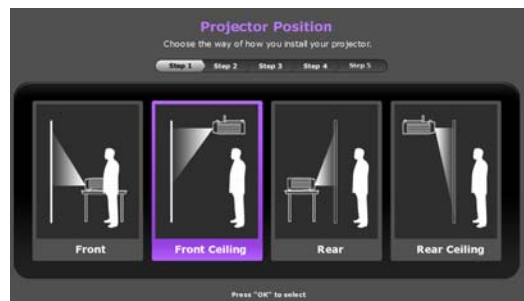 Projector Position
Choose the way of how you install your projector.
Step 1 Step 2 Step 3 Step 4 Step 5
Front Front Ceiling Rear Rear Ceiling
Press "OK" to select